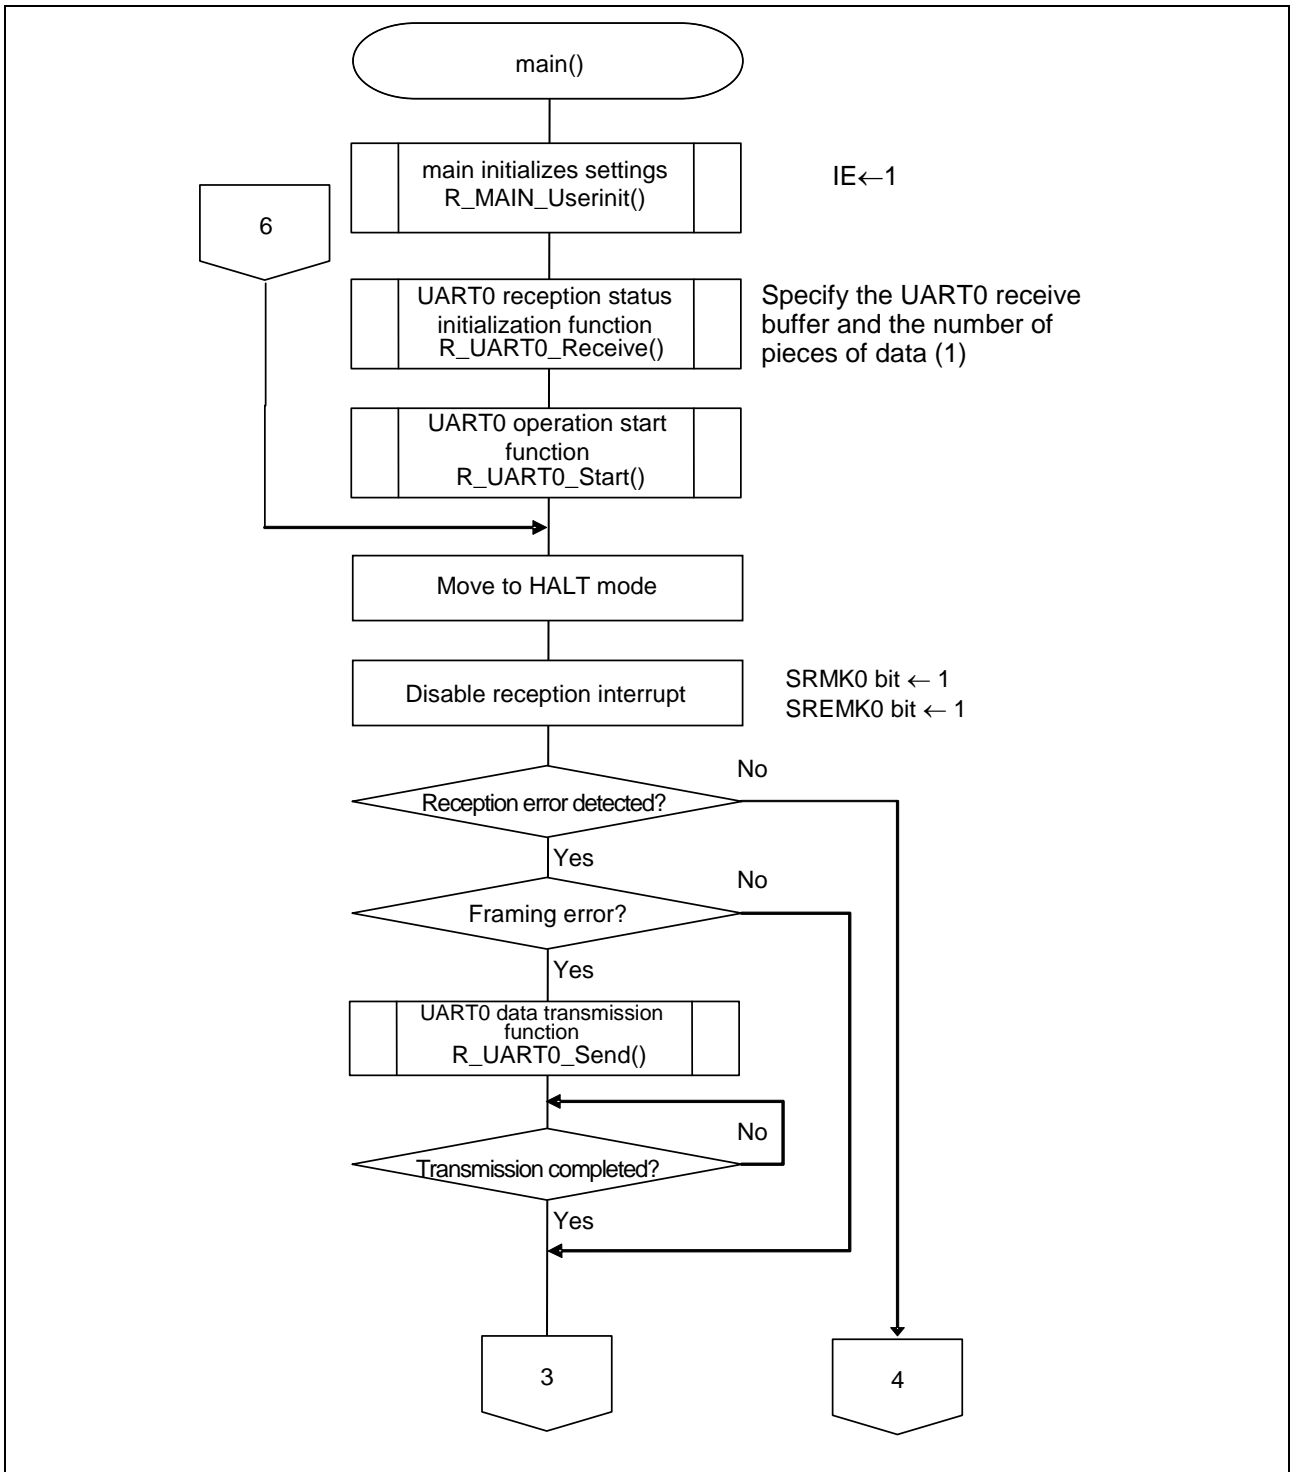 main()
main initializes settings
R_MAIN_Userinit()
IE←1
6
UART0 reception status
initialization function
R_UART0_Receive()
Specify the UART0 receive
buffer and the number of
pieces of data (1)
UART0 operation start
function
R_UART0_Start()
Move to HALT mode
Disable reception interrupt
SRMK0 bit ← 1
SREMK0 bit ← 1
No
Reception error detected?
Yes
No
Framing error?
Yes
UART0 data transmission
function
R_UART0_Send()
No
Transmission completed?
Yes
3
4